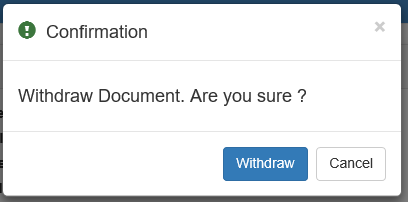 Confirmation
×
Withdraw Document. Are you sure ?
Withdraw
Cancel